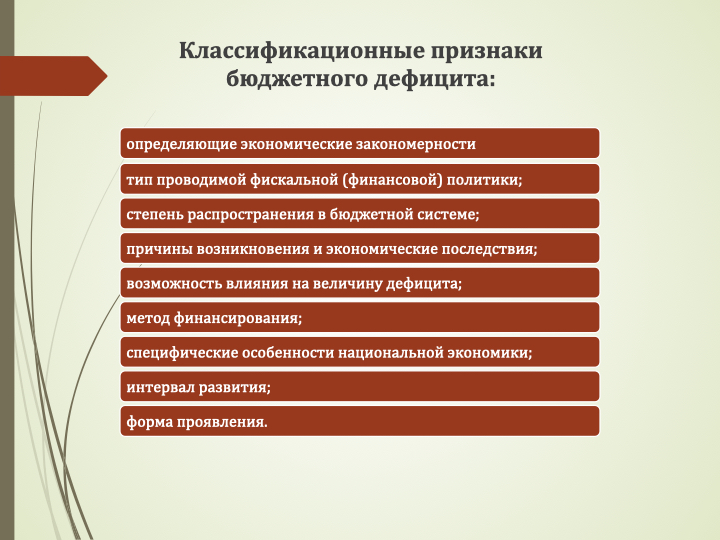 Классификационные признаки
бюджетного дефицита:
определяющие экономические закономерности
тип проводимой фискальной (финансовой) политики;
степень распространения в бюджетной системе;
причины возникновения и экономические последствия;
возможность влияния на величину дефицита;
метод финансирования;
специфические особенности национальной экономики;
интервал развития;
форма проявления.